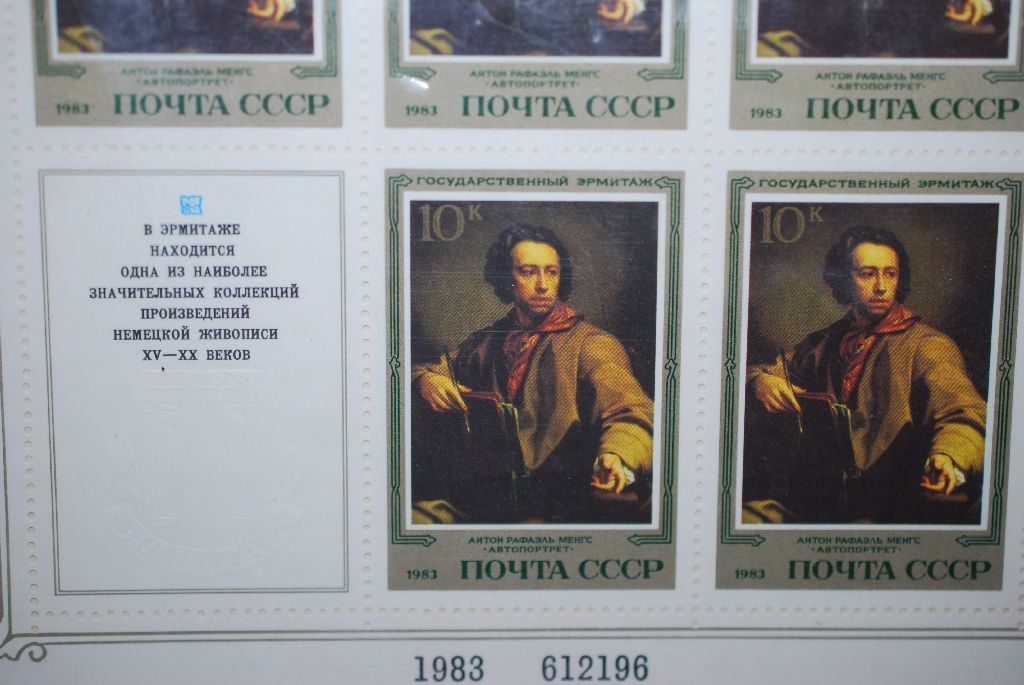 АНТОН РАФАЭЛЬ МЕНГС
·АВТОПОРТРЕТ·
1983 ПОЧТА СССР
АНТОН РАФАЭЛЬ МЕНГС
·АВТОПОРТРЕТ·
1983 ПОЧТА СССР
АНТОН РАФАЭЛЬ МЕНГС
·АВТОПОРТРЕТ·
1983 ПОЧТА СССР
В ЭРМИТАЖЕ
НАХОДИТСЯ
ОДНА ИЗ НАИБОЛЕЕ
ЗНАЧИТЕЛЬНЫХ КОЛЛЕКЦИЙ
ПРОИЗВЕДЕНИЙ
НЕМЕЦКОЙ ЖИВОПИСИ
XV—XX ВЕКОВ
ГОСУДАРСТВЕННЫЙ ЭРМИТАЖ
10К
АНТОН РАФАЭЛЬ МЕНГС
·АВТОПОРТРЕТ·
1983 ПОЧТА СССР
ГОСУДАРСТВЕННЫЙ ЭРМИТАЖ
10К
АНТОН РАФАЭЛЬ МЕНГС
·АВТОПОРТРЕТ·
1983 ПОЧТА СССР
1983 612196